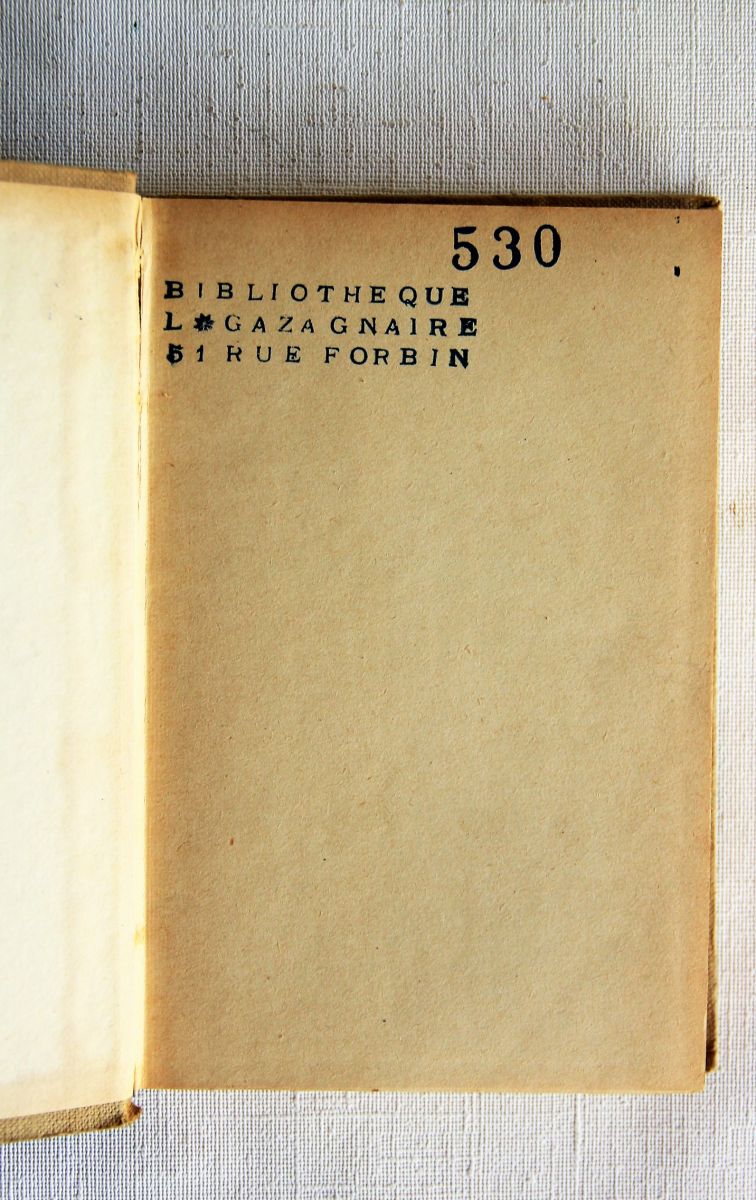 530
BIBLIOTHEQUE
L * GAZAGNAIRE
51 RUE FORBIN